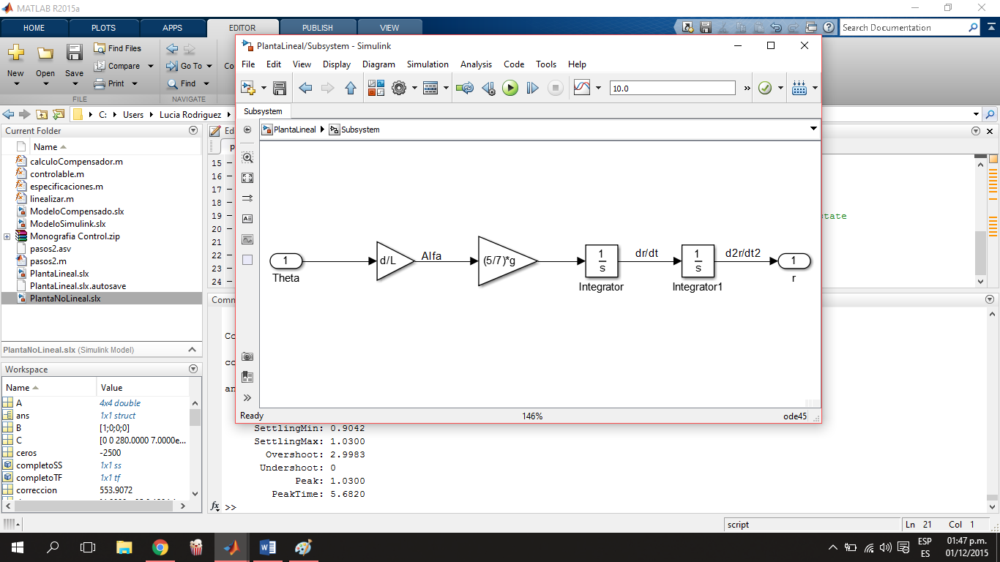 MATLAB R2015a
HOME PLOTS APPS EDITOR PUBLISH VIEW
Search Documentation
New Open Save
Find Files
Compare
Print
Go To
Find
Co
FILE NAVIGATE
C: Users Lucia Rodriguez
Current Folder
Name
calculoCompensador.m
controlable.m
especificaciones.m
linealizar.m
ModeloCompensado.slx
ModeloSimulink.slx
Monografia Control.zip
pasos2.asv
pasos2.m
PlantaLineal.slx
PlantaLineal.slx.autosave
PlantaNoLineal.slx
PlantaNoLineal.slx (Simulink Model)
Workspace
Name Value
A 4x4 double
ans 1x1 struct
B [1;0;0;0]
C [0 0 280.0000 7.0000e...
ceros -2500
completoSS 1x1 ss
completoTF 1x1 tf
correccion 553.9072
Ed
p
15 –
16 –
17 –
18 –
19 –
20
21 –
22 –
23 –
24 –
state
PlantaLineal/Subsystem - Simulink
File Edit View Display Diagram Simulation Analysis Code Tools Help
10.0
»
Subsystem
PlantaLineal Subsystem
1
Theta
d/L
Alfa
(5/7)*g
1
s
Integrator
dr/dt
1
s
Integrator1
d2r/dt2
1
r
Ready 146% ode45
Comm
Co
co
an
SettlingMin: 0.9042
SettlingMax: 1.0300
Overshoot: 2.9983
Undershoot: 0
Peak: 1.0300
PeakTime: 5.6820
fx >>
script Ln 21 Col 1
ESP
ES
01:47 p.m.
01/12/2015